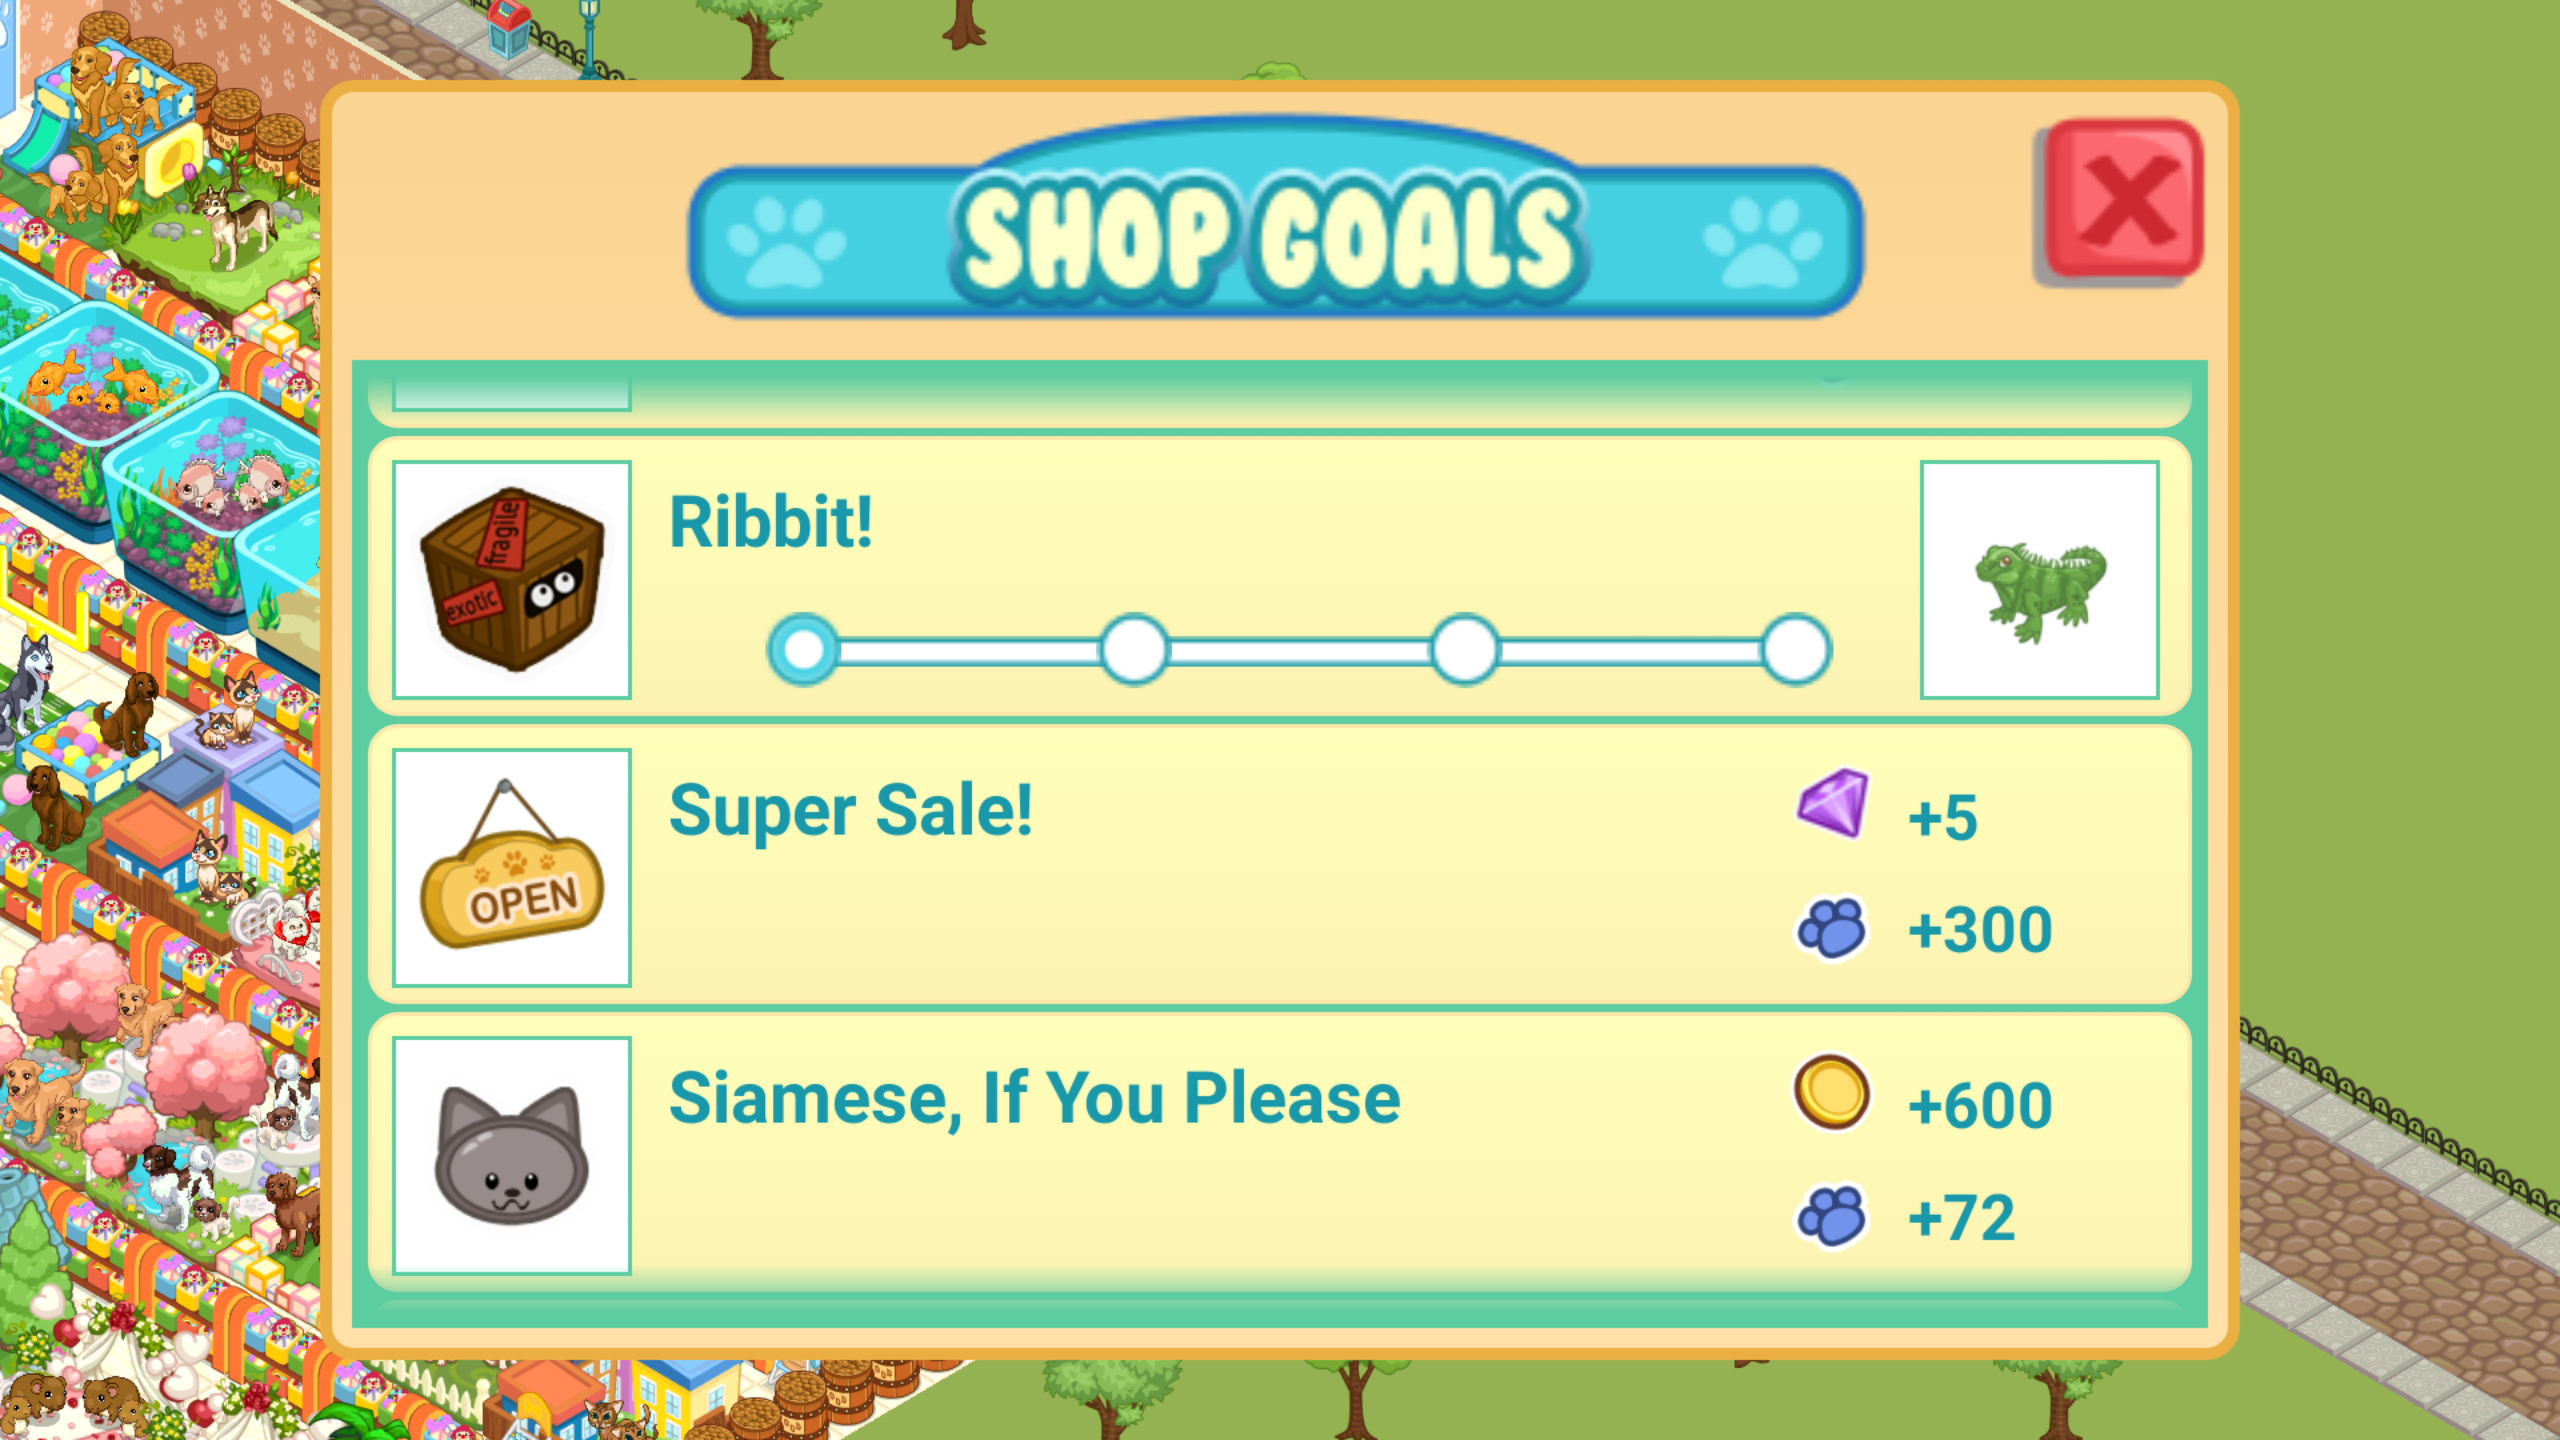 SHOP GOALS
fragile
exotic
Ribbit!
Super Sale!
+5
OPEN
+300
Siamese, If You Please
+600
+72